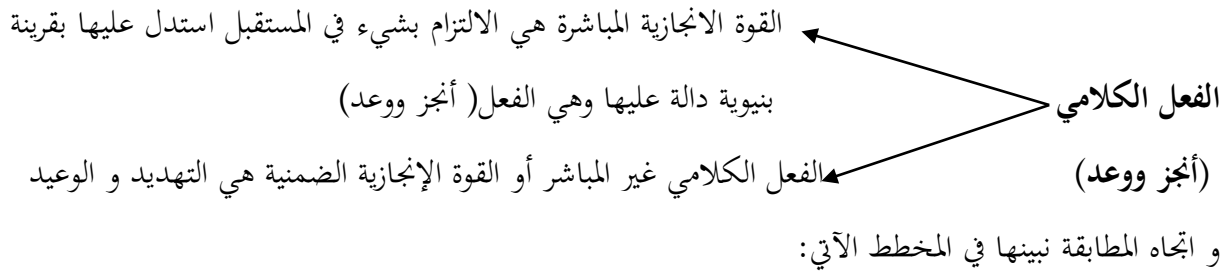 القوة الانجازية المباشرة هي الالتزام بشيء في المستقبل استدل عليها بقرينة
الفعل الكلامي بنيوية دالة عليها وهي الفعل( أنجز ووعد)
(أنجز ووعد) الفعل الكلامي غير المباشر أو القوة الإنجازية الضمنية هي التهديد و الوعيد
و اتجاه المطابقة نبينها في المخطط الآتي: